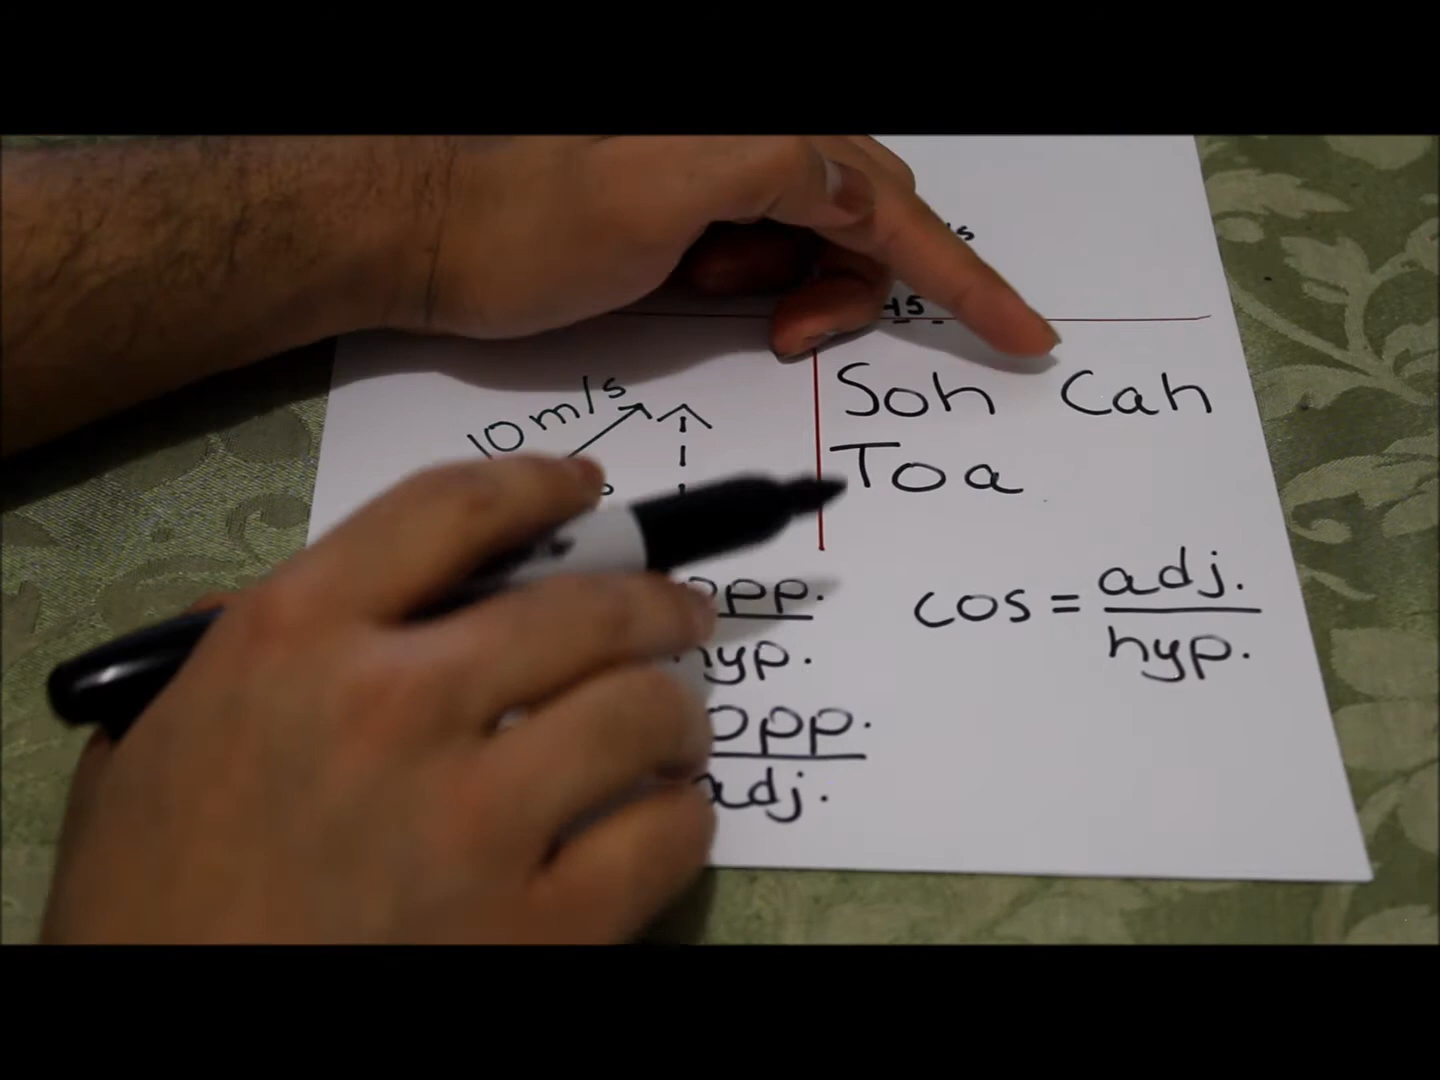 10 m/s
Soh Cah
Toa
opp.
hyp.
cos = adj.
hyp.
opp.
adj.